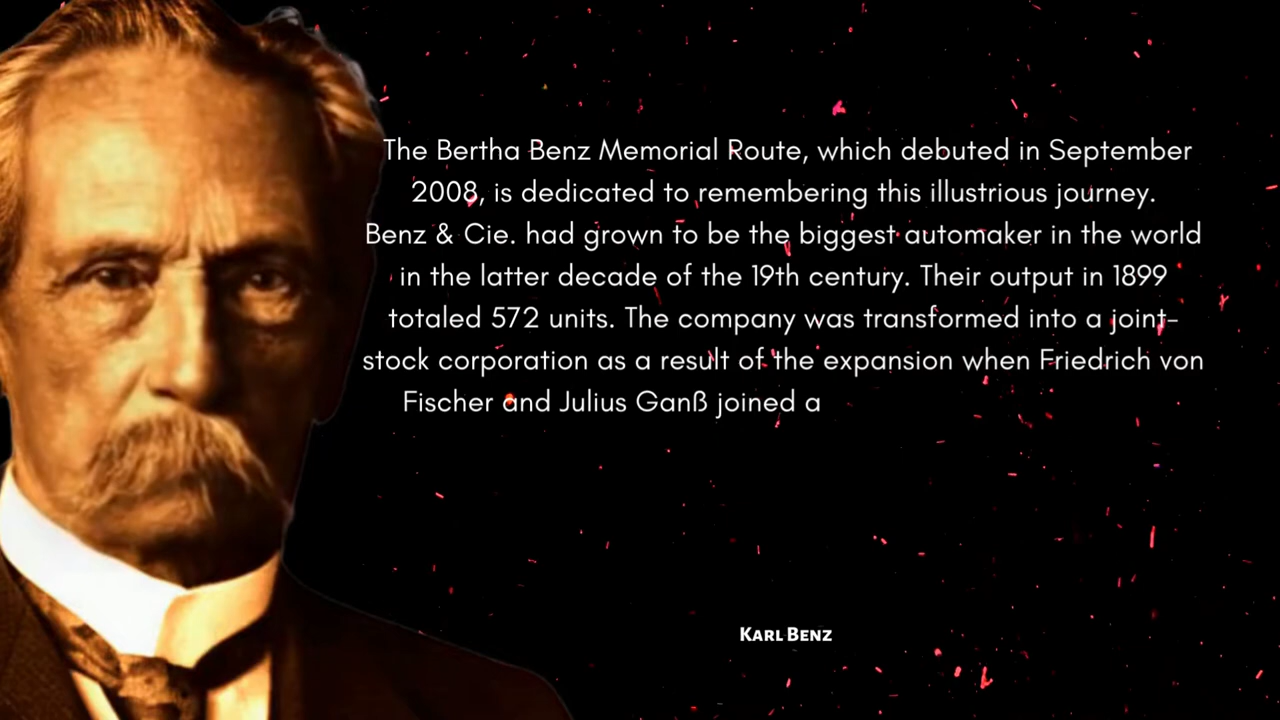 The Bertha Benz Memorial Route, which debuted in September
2008, is dedicated to remembering this illustrious journey.
Benz & Cie. had grown to be the biggest automaker in the world
in the latter decade of the 19th century. Their output in 1899
totaled 572 units. The company was transformed into a joint-
stock corporation as a result of the expansion when Friedrich von
Fischer and Julius Ganß joined a
Karl Benz